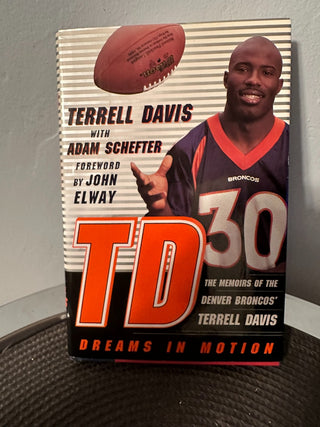 TERRELL DAVIS
WITH
ADAM SCHEFTER
FOREWORD
BY JOHN
ELWAY
BRONCOS
30
TD
THE MEMOIRS OF THE
DENVER BRONCOS'
TERRELL DAVIS
DREAMS IN MOTION